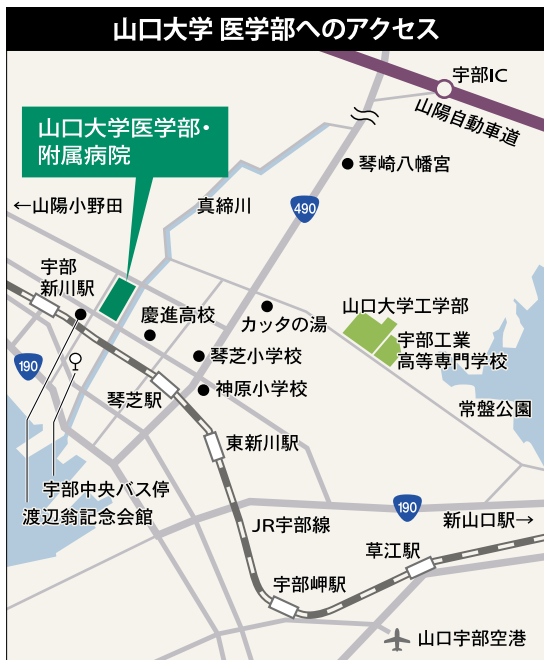 山口大学 医学部へのアクセス
宇部IC
山陽自動車道
山口大学医学部・
附属病院
琴崎八幡宮
←山陽小野田
真締川
490
宇部
新川駅
慶進高校
カッタの湯
山口大学工学部
宇部工業
高等専門学校
琴芝小学校
190
神原小学校
琴芝駅
常盤公園
東新川駅
宇部中央バス停
渡辺翁記念会館
190
新山口駅→
JR宇部線
草江駅
宇部岬駅
山口宇部空港